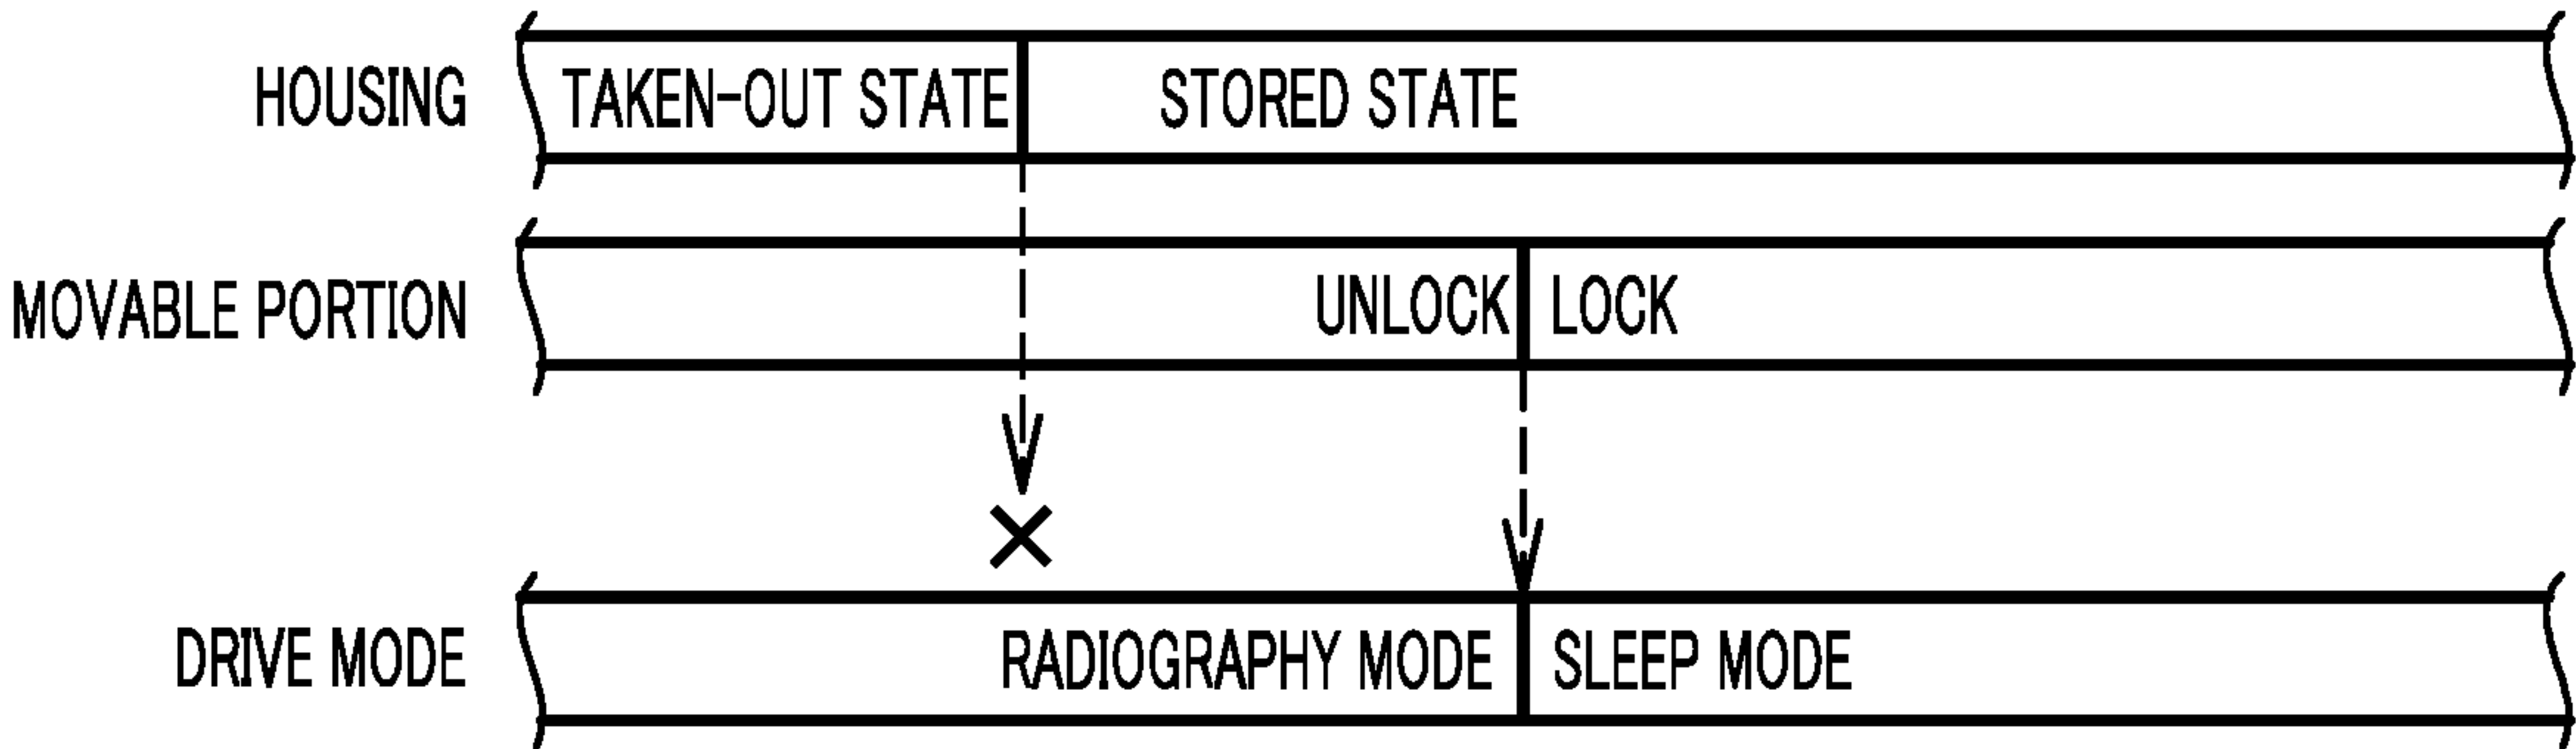 HOUSING TAKEN-OUT STATE STORED STATE
MOVABLE PORTION UNLOCK LOCK
×
DRIVE MODE RADIOGRAPHY MODE SLEEP MODE